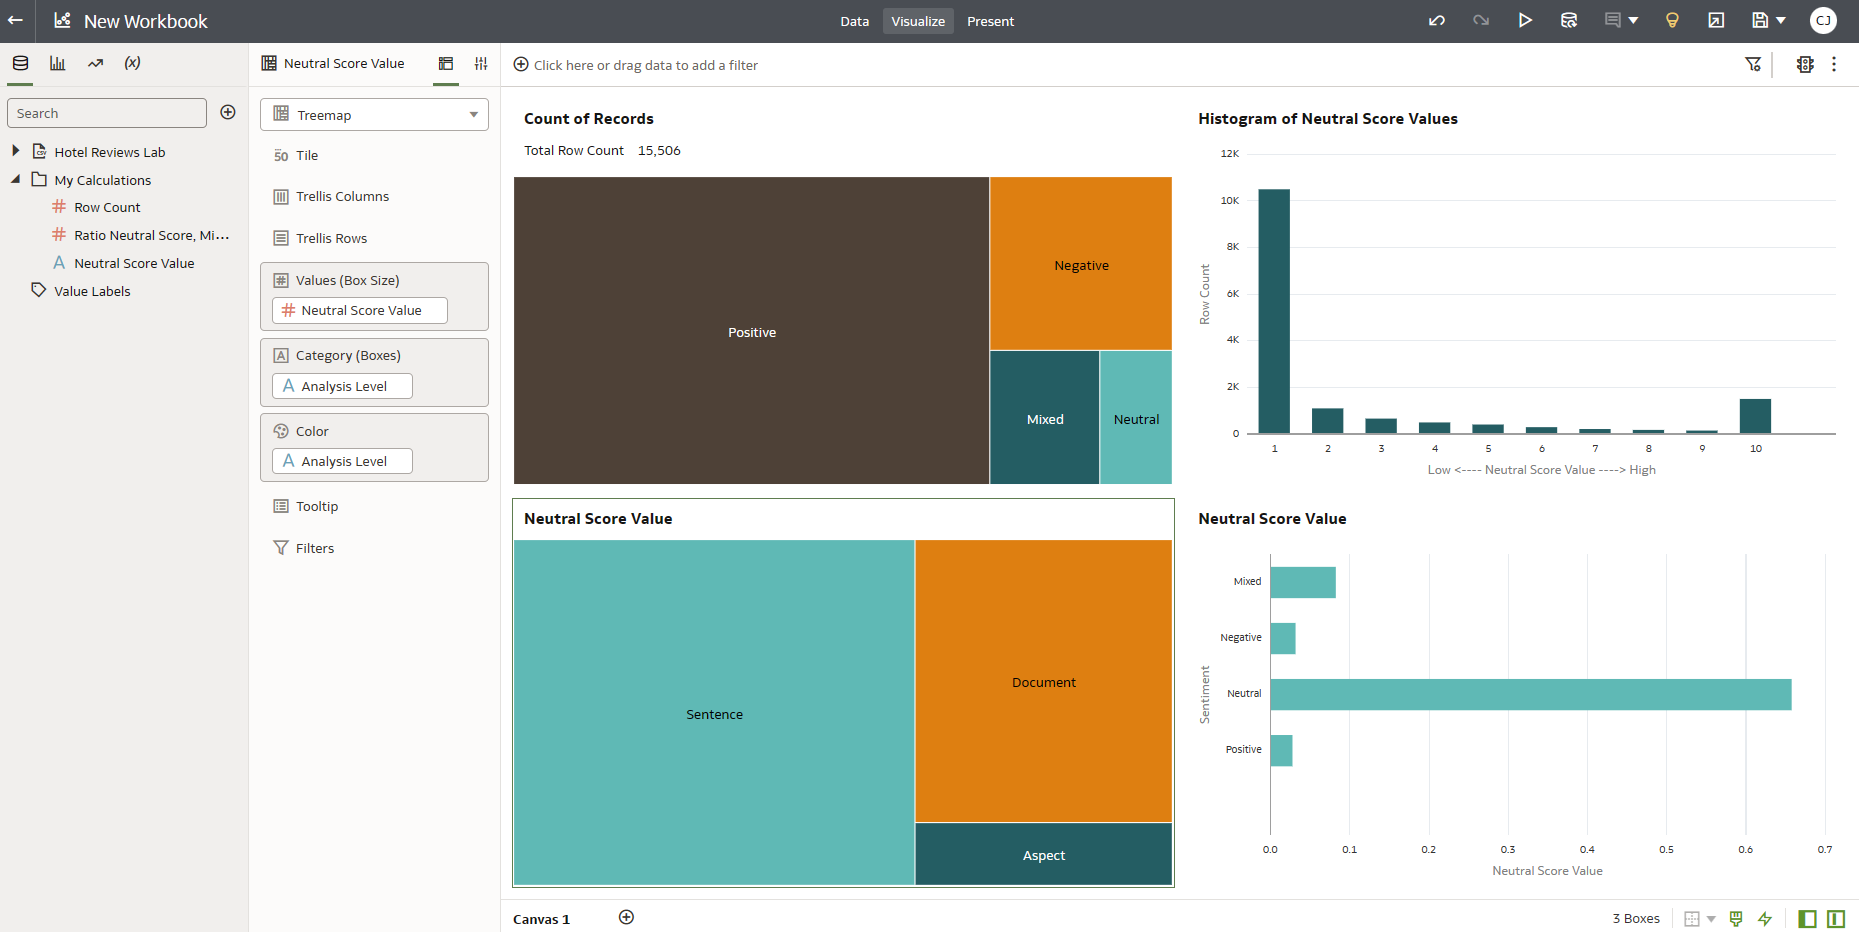 New Workbook
Data
Visualize
Present
CJ
(x)
Search
Hotel Reviews Lab
My Calculations
# Row Count
# Ratio Neutral Score, Mi...
A Neutral Score Value
Value Labels
Neutral Score Value
Treemap
50 Tile
Trellis Columns
Trellis Rows
# Values (Box Size)
# Neutral Score Value
A Category (Boxes)
A Analysis Level
Color
A Analysis Level
Tooltip
Filters
Click here or drag data to add a filter
Count of Records
Total Row Count 15,506
Positive
Negative
Mixed
Neutral
Histogram of Neutral Score Values
12K
10K
8K
6K
4K
2K
0
Row Count
1 2 3 4 5 6 7 8 9 10
Low <---- Neutral Score Value ----> High
Neutral Score Value
Sentence
Document
Aspect
Neutral Score Value
Mixed
Negative
Neutral
Positive
Sentiment
0.0 0.1 0.2 0.3 0.4 0.5 0.6 0.7
Neutral Score Value
Canvas 1
3 Boxes